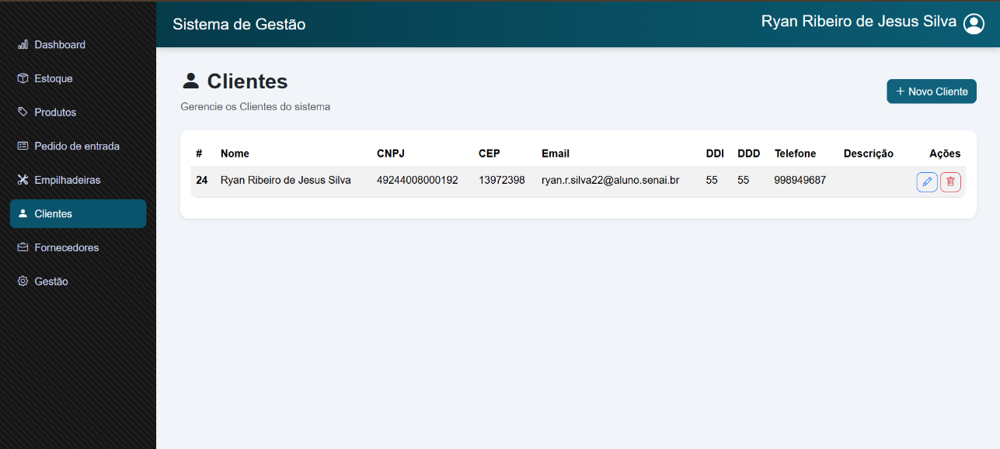 Sistema de Gestão
Ryan Ribeiro de Jesus Silva
Dashboard
Estoque
Produtos
Pedido de entrada
Empilhadeiras
Clientes
Fornecedores
Gestão
Clientes
Gerencie os Clientes do sistema
+ Novo Cliente
# Nome CNPJ CEP Email DDI DDD Telefone Descrição Ações
24 Ryan Ribeiro de Jesus Silva 49244008000192 13972398 ryan.r.silva22@aluno.senai.br 55 55 998949687